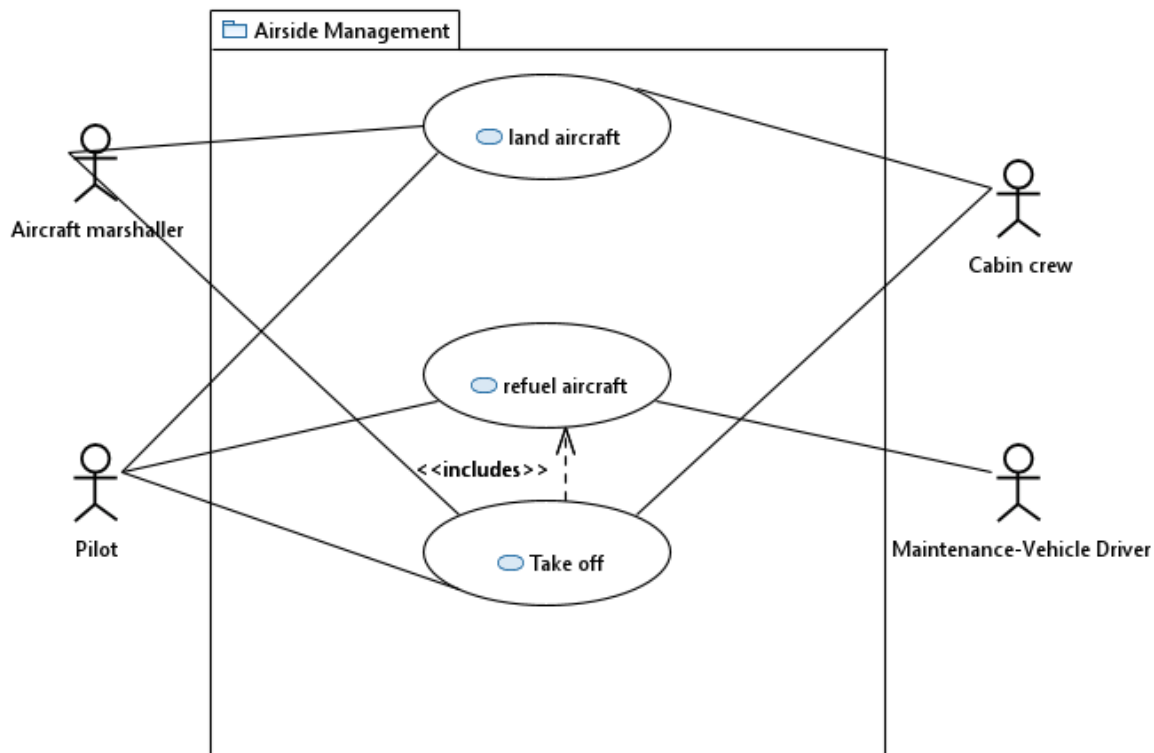 Airside Management
land aircraft
Aircraft marshaller
Cabin crew
refuel aircraft
<<includes>>
Pilot
Take off
Maintenance-Vehicle Driver